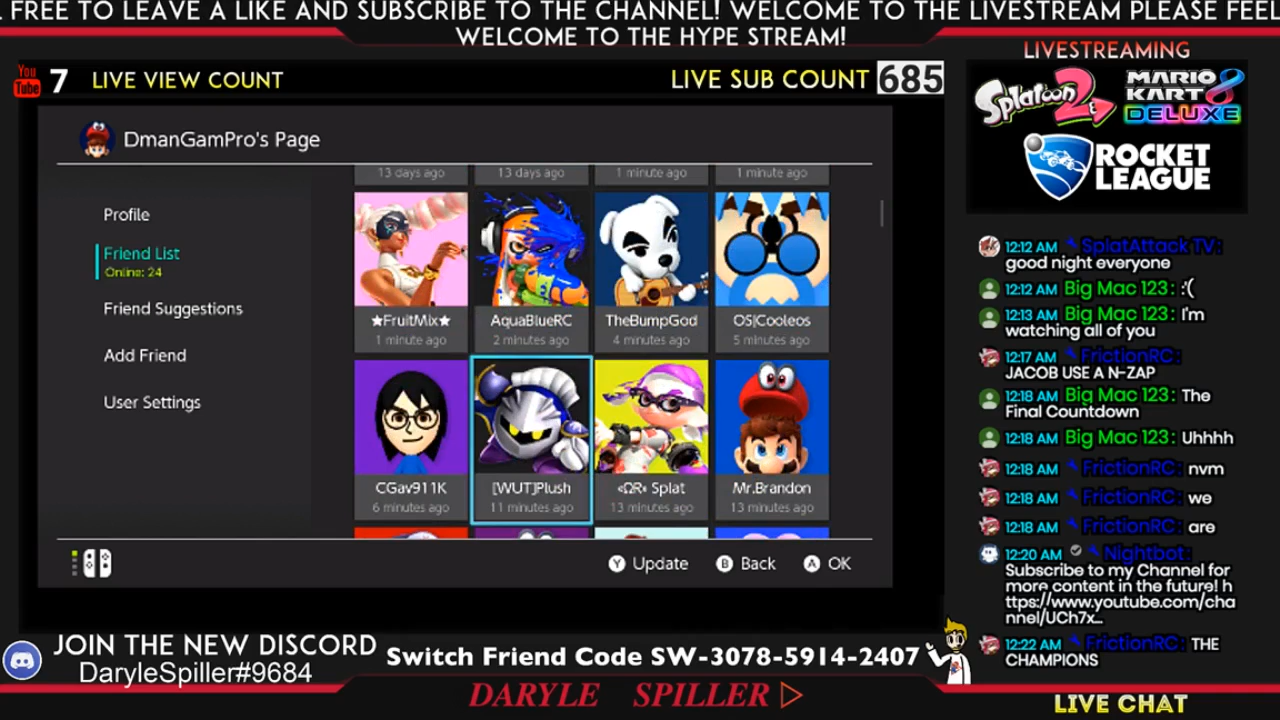 FREE TO LEAVE A LIKE AND SUBSCRIBE TO THE CHANNEL! WELCOME TO THE LIVESTREAM PLEASE FEEL
WELCOME TO THE HYPE STREAM!
You
Tube
7 LIVE VIEW COUNT
LIVE SUB COUNT 685
DmanGamPro's Page
Profile
Friend List
Online: 24
Friend Suggestions
Add Friend
User Settings
13 days ago
13 days ago
1 minute ago
1 minute ago
★FruitMix★
1 minute ago
AquaBlueRC
2 minutes ago
TheBumpGod
4 minutes ago
OS|Cooleos
5 minutes ago
CGav911K
6 minutes ago
[WUT]Plush
11 minutes ago
«ΩR» Splat
13 minutes ago
Mr.Brandon
13 minutes ago
Y Update
B Back
A OK
LIVESTREAMING
Splatoon 2
MARIO
KART 8
DELUXE
ROCKET
LEAGUE
12:12 AM SplatAttack TV:
good night everyone
12:12 AM Big Mac 123: :'(
12:13 AM Big Mac 123: I'm
watching all of you
12:17 AM FrictionRC:
JACOB USE A N-ZAP
12:18 AM Big Mac 123: The
Final Countdown
12:18 AM Big Mac 123: Uhhhh
12:18 AM FrictionRC: nvm
12:18 AM FrictionRC: we
12:18 AM FrictionRC: are
12:20 AM Nightbot:
Subscribe to my Channel for
more content in the future! h
ttps://www.youtube.com/cha
nnel/UCh7x...
12:22 AM FrictionRC: THE
CHAMPIONS
LIVE CHAT
JOIN THE NEW DISCORD
DaryleSpiller#9684
Switch Friend Code SW-3078-5914-2407
DARYLE SPILLER